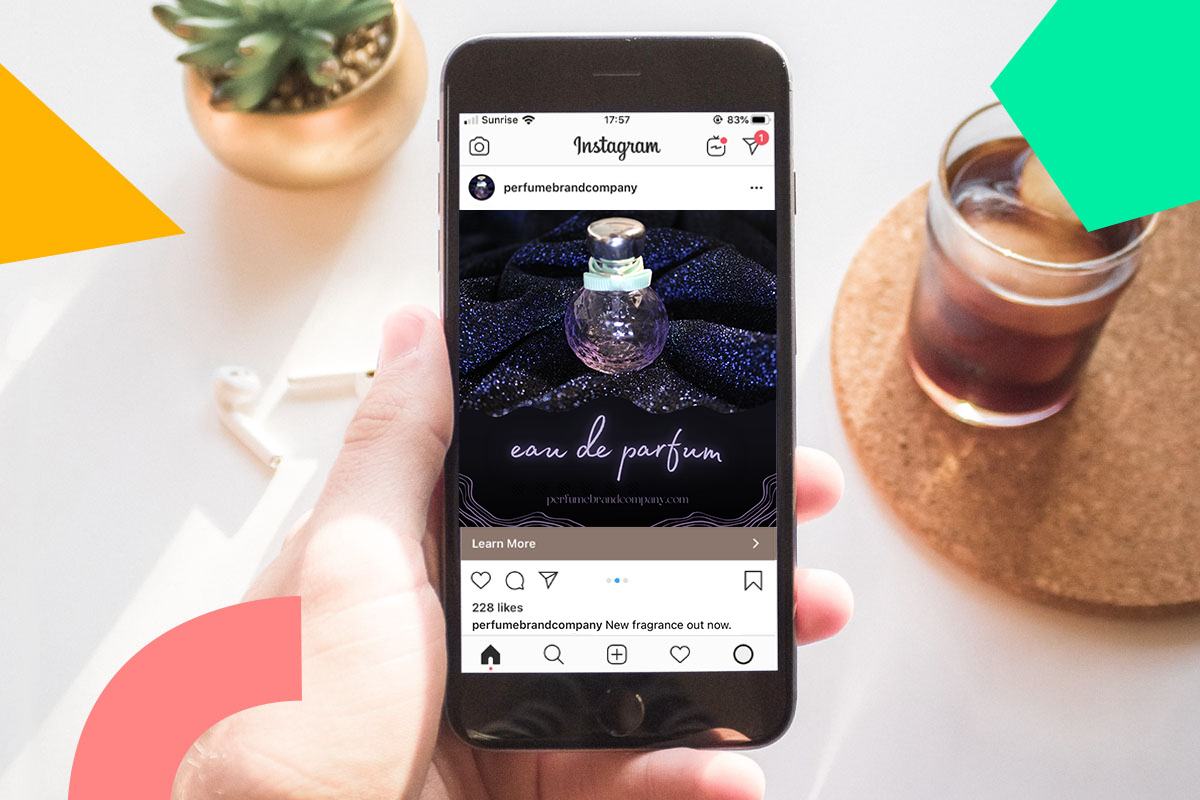 Sunrise 17:57 83%
Instagram 1
perfumebrandcompany
eau de parfum
perfumebrandcompany.com
Learn More
228 likes
perfumebrandcompany New fragrance out now.